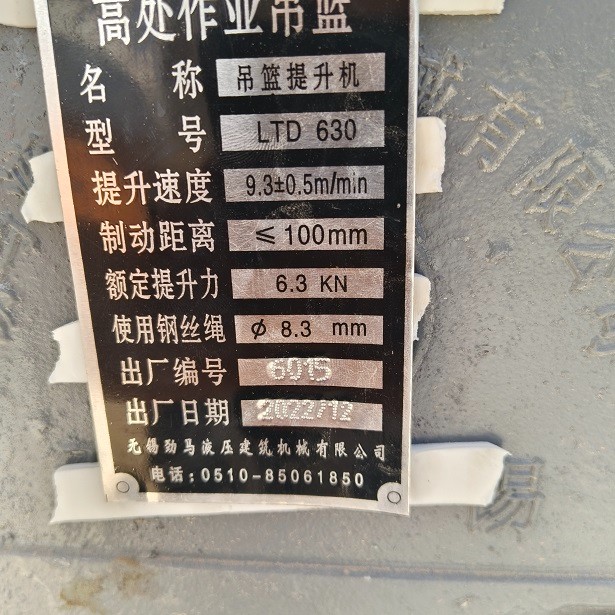 高处作业吊篮
名称 吊篮提升机
型号 LTD 630
提升速度 9.3±0.5m/min
制动距离 ≤100mm
额定提升力 6.3 KN
使用钢丝绳 ϕ 8.3 mm
出厂编号 6015
出厂日期 2022/12
无锡劲马液压建筑机械有限公司
电话:0510-85061850
有限公
易